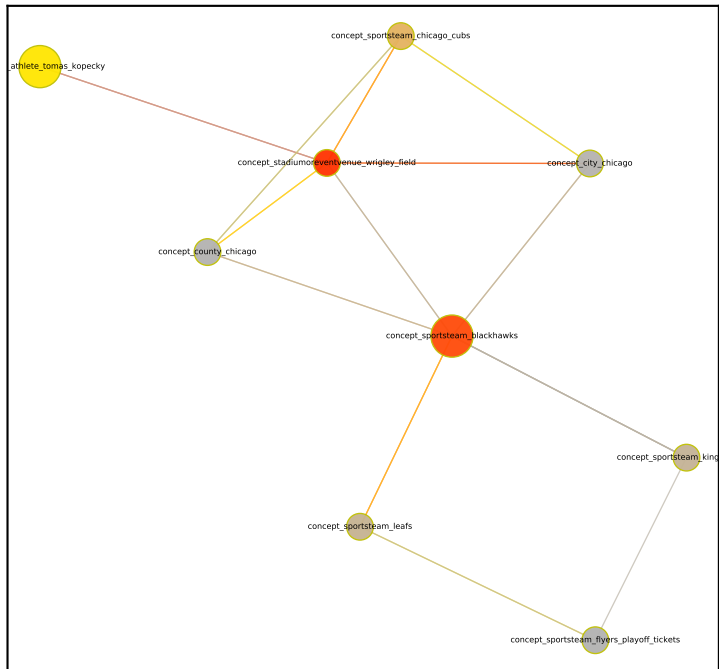 concept_sportsteam_chicago_cubs
_athlete_tomas_kopecky
concept_stadiumoreventvenue_wrigley_field
concept_city_chicago
concept_county_chicago
concept_sportsteam_blackhawks
concept_sportsteam_king
concept_sportsteam_leafs
concept_sportsteam_flyers_playoff_tickets